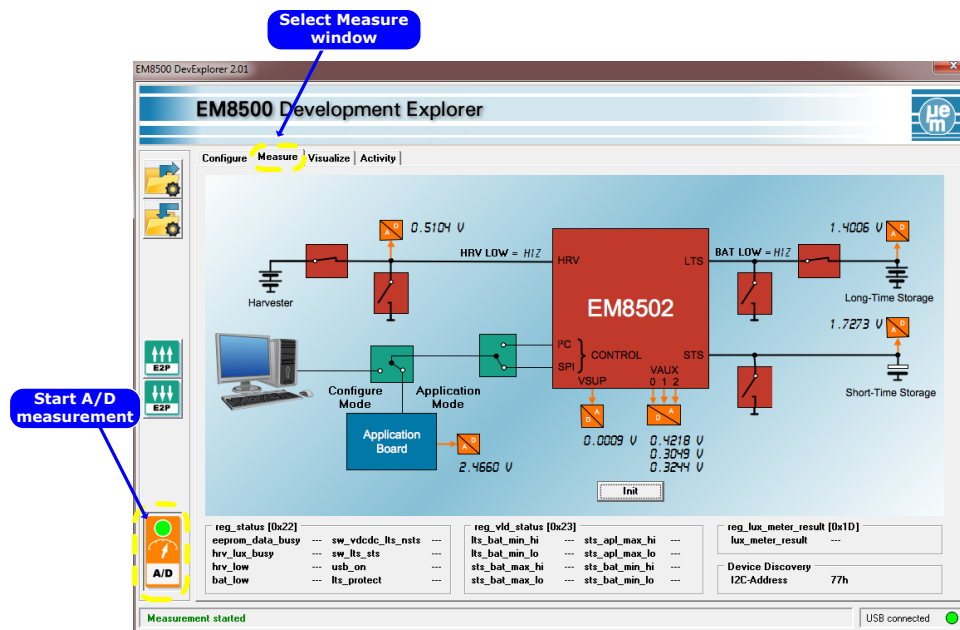 Select Measure
window
EM8500 DevExplorer 2.01
EM8500 Development Explorer
μe
m
Configure Measure Visualize Activity
0.5104 V
1.4006 V
HRV LOW = HIZ
HRV
LTS
BAT LOW = HIZ
Harvester
EM8502
Long-Time Storage
1.7273 V
I²C
SPI
CONTROL
STS
VSUP
VAUX
0 1 2
Configure
Mode
Application
Mode
Short-Time Storage
E2P
E2P
Start A/D
measurement
Application
Board
2.4660 V
0.0009 V
0.4218 V
0.3049 V
0.3244 V
Init
A/D
reg_status [0x22]
eeprom_data_busy --- sw_vdcdc_lts_nsts ---
hrv_lux_busy --- sw_lts_sts ---
hrv_low --- usb_on ---
bat_low --- lts_protect ---
reg_vld_status [0x23]
lts_bat_min_hi --- sts_apl_max_hi ---
lts_bat_min_lo --- sts_apl_max_lo ---
sts_bat_max_hi --- sts_bat_min_hi ---
sts_bat_max_lo --- sts_bat_min_lo ---
reg_lux_meter_result [0x1D]
lux_meter_result ---
Device Discovery
I2C-Address 77h
Measurement started
USB connected